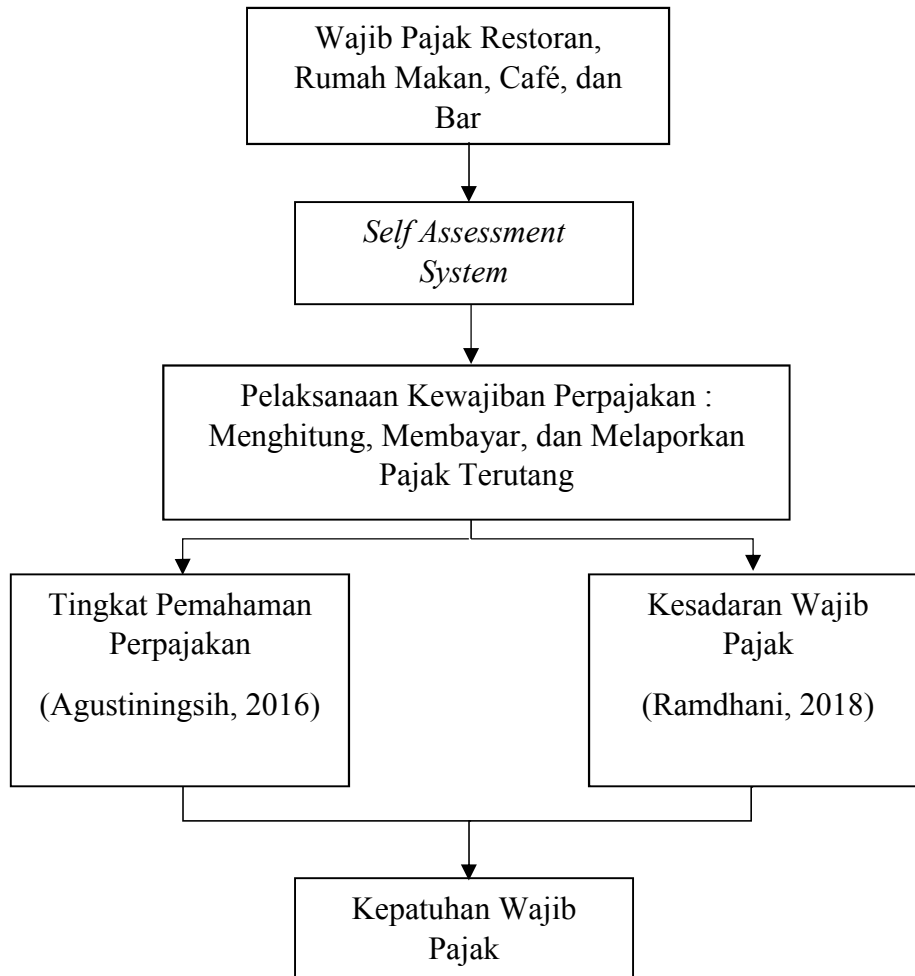 Wajib Pajak Restoran,
Rumah Makan, Café, dan
Bar
Self Assessment
System
Pelaksanaan Kewajiban Perpajakan :
Menghitung, Membayar, dan Melaporkan
Pajak Terutang
Tingkat Pemahaman
Perpajakan
(Agustiningsih, 2016)
Kesadaran Wajib
Pajak
(Ramdhani, 2018)
Kepatuhan Wajib
Pajak